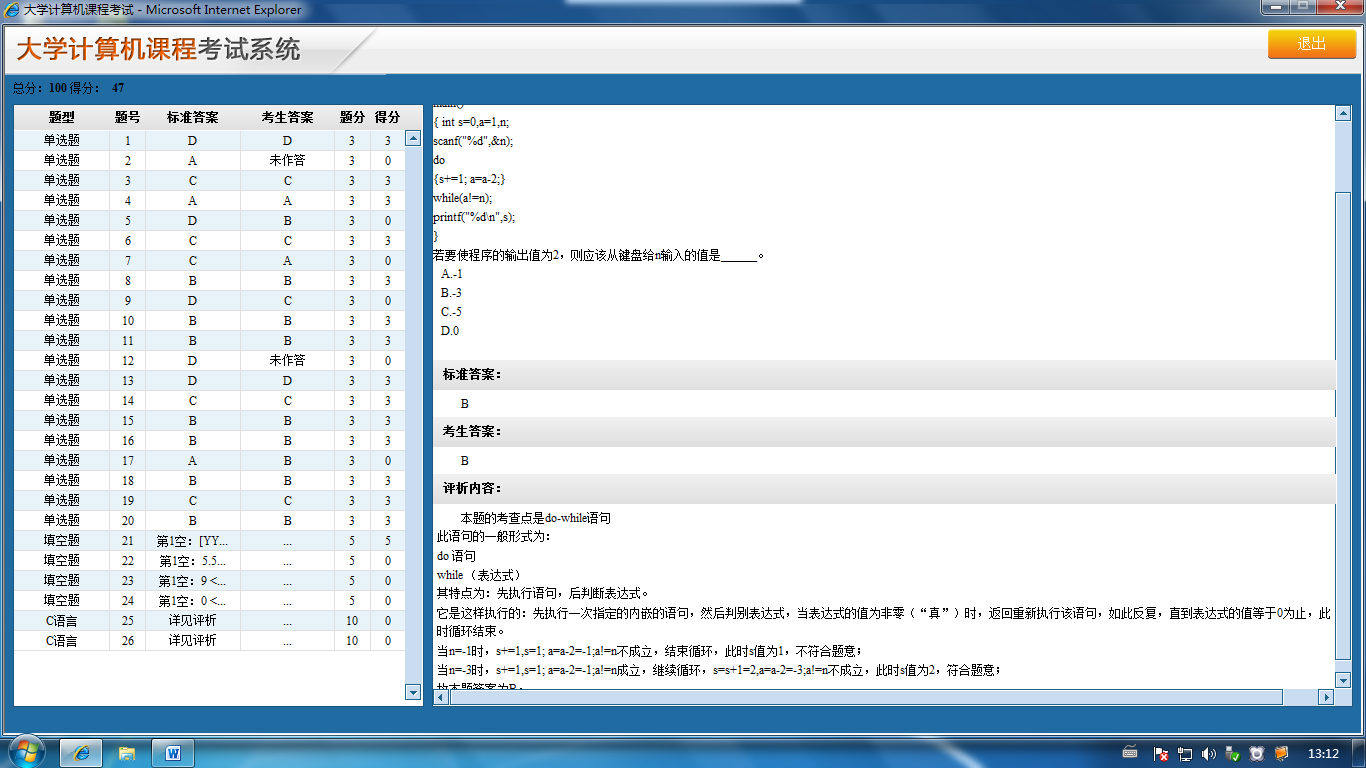 大学计算机课程考试 - Microsoft Internet Explorer
大学计算机课程考试系统
退出
总分：100 得分： 47
题型 题号 标准答案 考生答案 题分 得分
单选题 1 D D 3 3
单选题 2 A 未作答 3 0
单选题 3 C C 3 3
单选题 4 A A 3 3
单选题 5 D B 3 0
单选题 6 C C 3 3
单选题 7 C A 3 0
单选题 8 B B 3 3
单选题 9 D C 3 0
单选题 10 B B 3 3
单选题 11 B B 3 3
单选题 12 D 未作答 3 0
单选题 13 D D 3 3
单选题 14 C C 3 3
单选题 15 B B 3 3
单选题 16 B B 3 3
单选题 17 A B 3 0
单选题 18 B B 3 3
单选题 19 C C 3 3
单选题 20 B B 3 3
填空题 21 第1空：[YY... ... 5 5
填空题 22 第1空：5.5... ... 5 0
填空题 23 第1空：9 <... ... 5 0
填空题 24 第1空：0 <... ... 5 0
C语言 25 详见评析 ... 10 0
C语言 26 详见评析 ... 10 0
main()
{ int s=0,a=1,n;
scanf("%d",&n);
do
{s+=1; a=a-2;}
while(a!=n);
printf("%d\n",s);
}
若要使程序的输出值为2，则应该从键盘给n输入的值是______。
A.-1
B.-3
C.-5
D.0
标准答案：
B
考生答案：
B
评析内容：
本题的考查点是do-while语句
此语句的一般形式为：
do 语句
while（表达式）
其特点为：先执行语句，后判断表达式。
它是这样执行的：先执行一次指定的内嵌的语句，然后判别表达式，当表达式的值为非零（“真”）时，返回重新执行该语句，如此反复，直到表达式的值等于0为止，此
时循环结束。
当n=-1时，s+=1,s=1; a=a-2=-1;a!=n不成立，结束循环，此时s值为1，不符合题意；
当n=-3时，s+=1,s=1; a=a-2=-1;a!=n成立，继续循环，s=s+1=2,a=a-2=-3;a!=n不成立，此时s值为2，符合题意；
故本题答案为B；
13:12